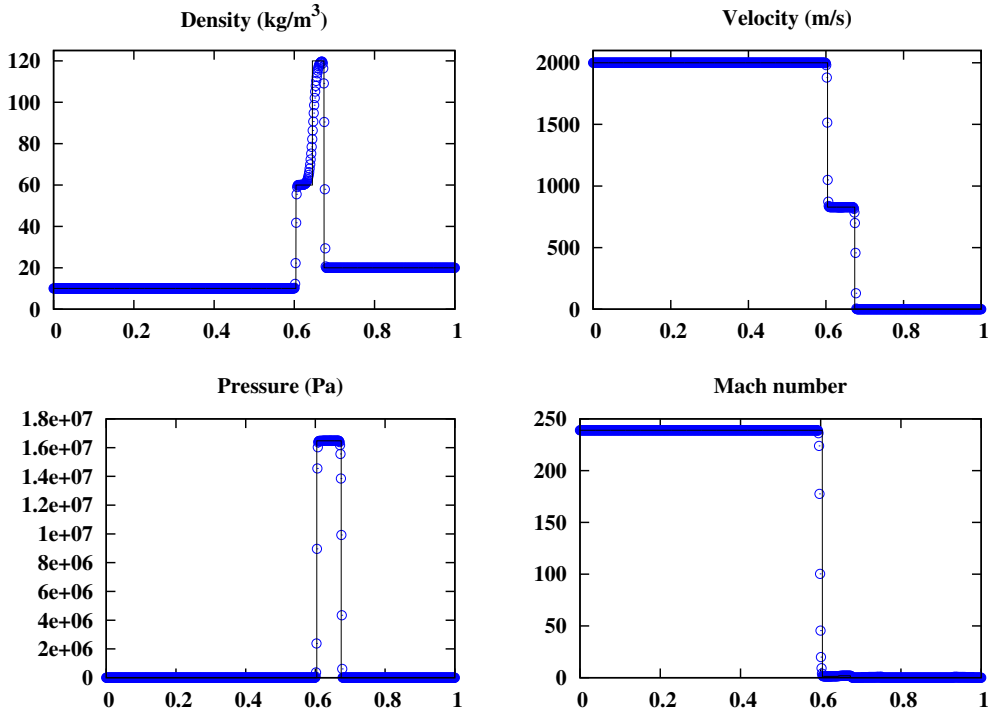 Density (kg/m³)
120
100
80
60
40
20
0
0 0.2 0.4 0.6 0.8 1
Velocity (m/s)
2000
1500
1000
500
0
0 0.2 0.4 0.6 0.8 1
Pressure (Pa)
1.8e+07
1.6e+07
1.4e+07
1.2e+07
1e+07
8e+06
6e+06
4e+06
2e+06
0
0 0.2 0.4 0.6 0.8 1
Mach number
250
200
150
100
50
0
0 0.2 0.4 0.6 0.8 1